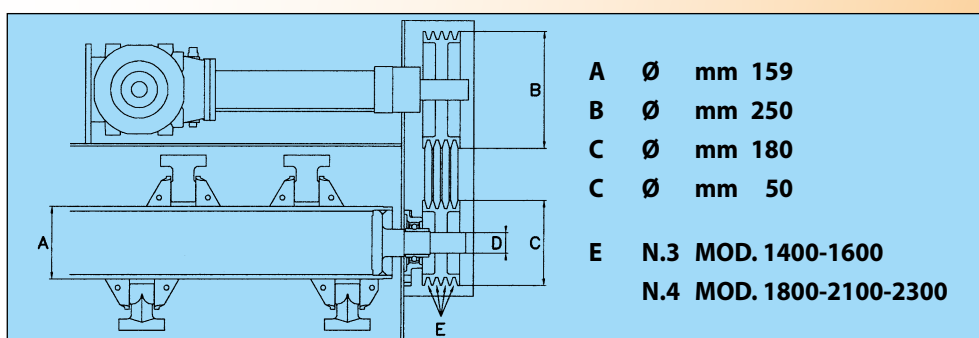 A Ø mm 159
B Ø mm 250
C Ø mm 180
C Ø mm 50
E N.3 MOD. 1400-1600
N.4 MOD. 1800-2100-2300
B
A
D
C
E